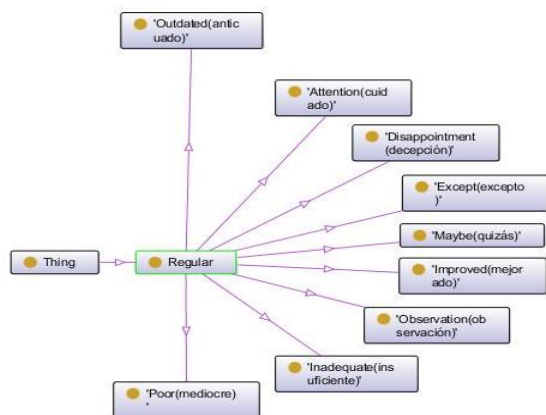 'Outdated(antic
uado)'
'Attention(cuid
ado)'
'Disappointment
(decepción)'
'Except(excepto
)'
'Maybe(quizás)'
Thing
Regular
'Improved(mejor
ado)'
'Observation(ob
servación)'
'Inadequate(ins
uficiente)'
'Poor(mediocre)
'